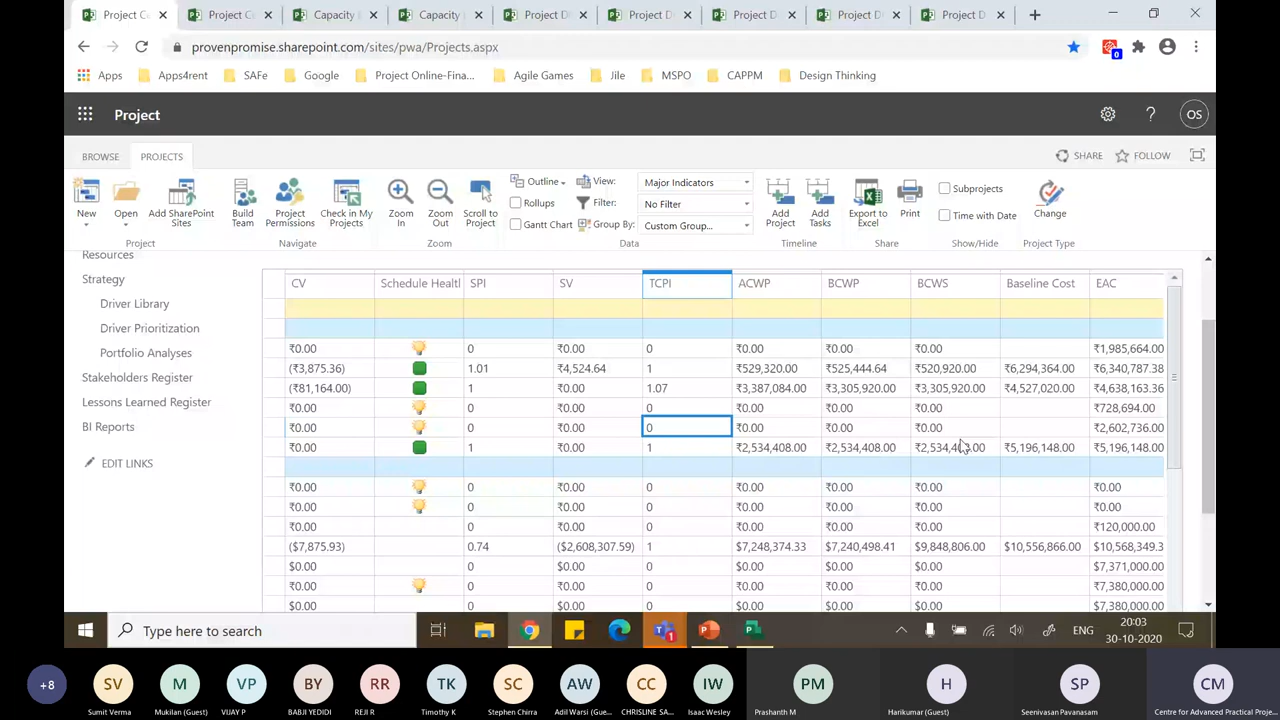 Project Ce
Capacity
Capacity
Project D
Project D
Project D
Project D
Project D
provenpromise.sharepoint.com/sites/pwa/Projects.aspx
0
Apps Apps4rent SAFe Google Project Online-Fina... Agile Games Jile MSPO CAPPM Design Thinking
Project
OS
BROWSE PROJECTS
SHARE FOLLOW
New Open Add SharePoint Sites Build Team Project Permissions Check in My Projects Zoom In Zoom Out Scroll to Project
Outline View: Major Indicators
Rollups Filter: No Filter
Gantt Chart Group By: Custom Group...
Add Project Add Tasks Export to Excel Print
Subprojects
Time with Date
Change
Project Navigate Zoom Data Timeline Share Show/Hide Project Type
Resources
Strategy
Driver Library
Driver Prioritization
Portfolio Analyses
Stakeholders Register
Lessons Learned Register
BI Reports
EDIT LINKS
CV Schedule Healt SPI SV TCPI ACWP BCWP BCWS Baseline Cost EAC
₹0.00 0 ₹0.00 0 ₹0.00 ₹0.00 ₹0.00 ₹1,985,664.00
(₹3,875.36) 1.01 ₹4,524.64 1 ₹529,320.00 ₹525,444.64 ₹520,920.00 ₹6,294,364.00 ₹6,340,787.38
(₹81,164.00) ₹0.00 1.07 ₹3,387,084.00 ₹3,305,920.00 ₹3,305,920.00 ₹4,527,020.00 ₹4,638,163.36
₹0.00 0 ₹0.00 0 ₹0.00 ₹0.00 ₹0.00 ₹728,694.00
₹0.00 0 ₹0.00 0 ₹0.00 ₹0.00 ₹0.00 ₹2,602,736.00
₹0.00 1 ₹0.00 1 ₹2,534,408.00 ₹2,534,408.00 ₹5,196,148.00 ₹5,196,148.00
₹0.00 0 ₹0.00 0 ₹0.00 ₹0.00 ₹0.00 ₹0.00
₹0.00 0 ₹0.00 0 ₹0.00 ₹0.00 ₹0.00 ₹0.00
₹0.00 0 ₹0.00 0 ₹0.00 ₹0.00 ₹0.00 ₹120,000.00
($7,875.93) 0.74 ($2,608,307.59) 1 $7,248,374.33 $7,240,498.41 $9,848,806.00 $10,556,866.00 $10,568,349.3
$0.00 0 $0.00 0 $0.00 $0.00 $0.00 $7,371,000.00
₹0.00 0 ₹0.00 0 ₹0.00 ₹0.00 ₹0.00 ₹7,380,000.00
$0.00 0 $0.00 0 $0.00 $0.00 $0.00 $7,380,000.00
Type here to search
1
ENG
20:03
30-10-2020
+8 SV M VP BY RR TK SC AW CC IW PM H SP CM
Sumit Verma Mukilan (Guest) VIJAY P BABJI YEDIDI REJI R Timothy K Stephen Chirra Adil Warsi (Gue... CHRISLINE SA... Isaac Wesley Prashanth M Harikumar (Guest) Seenivasan Pavanasam Centre for Advanced Practical Proje...